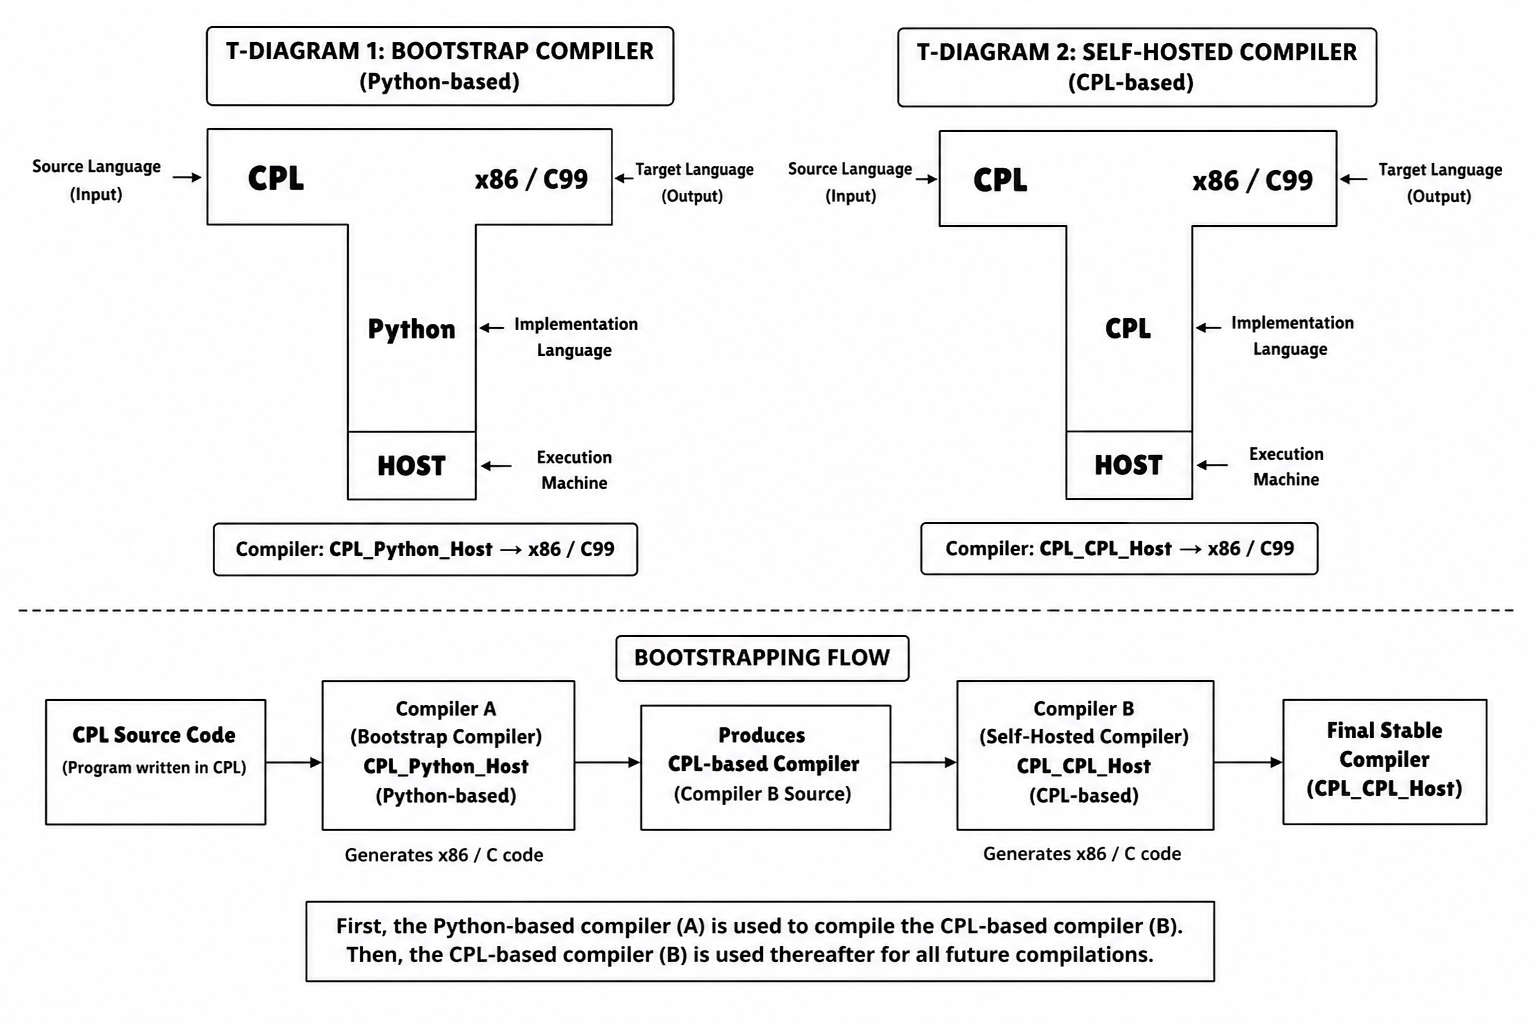 T-DIAGRAM 1: BOOTSTRAP COMPILER
(Python-based)
Source Language
(Input)
CPL
x86 / C99
Target Language
(Output)
Python
Implementation
Language
HOST
Execution
Machine
Compiler: CPL_Python_Host → x86 / C99
T-DIAGRAM 2: SELF-HOSTED COMPILER
(CPL-based)
Source Language
(Input)
CPL
x86 / C99
Target Language
(Output)
CPL
Implementation
Language
HOST
Execution
Machine
Compiler: CPL_CPL_Host → x86 / C99
BOOTSTRAPPING FLOW
CPL Source Code
(Program written in CPL)
Compiler A
(Bootstrap Compiler)
CPL_Python_Host
(Python-based)
Generates x86 / C code
Produces
CPL-based Compiler
(Compiler B Source)
Compiler B
(Self-Hosted Compiler)
CPL_CPL_Host
(CPL-based)
Generates x86 / C code
Final Stable
Compiler
(CPL_CPL_Host)
First, the Python-based compiler (A) is used to compile the CPL-based compiler (B).
Then, the CPL-based compiler (B) is used thereafter for all future compilations.